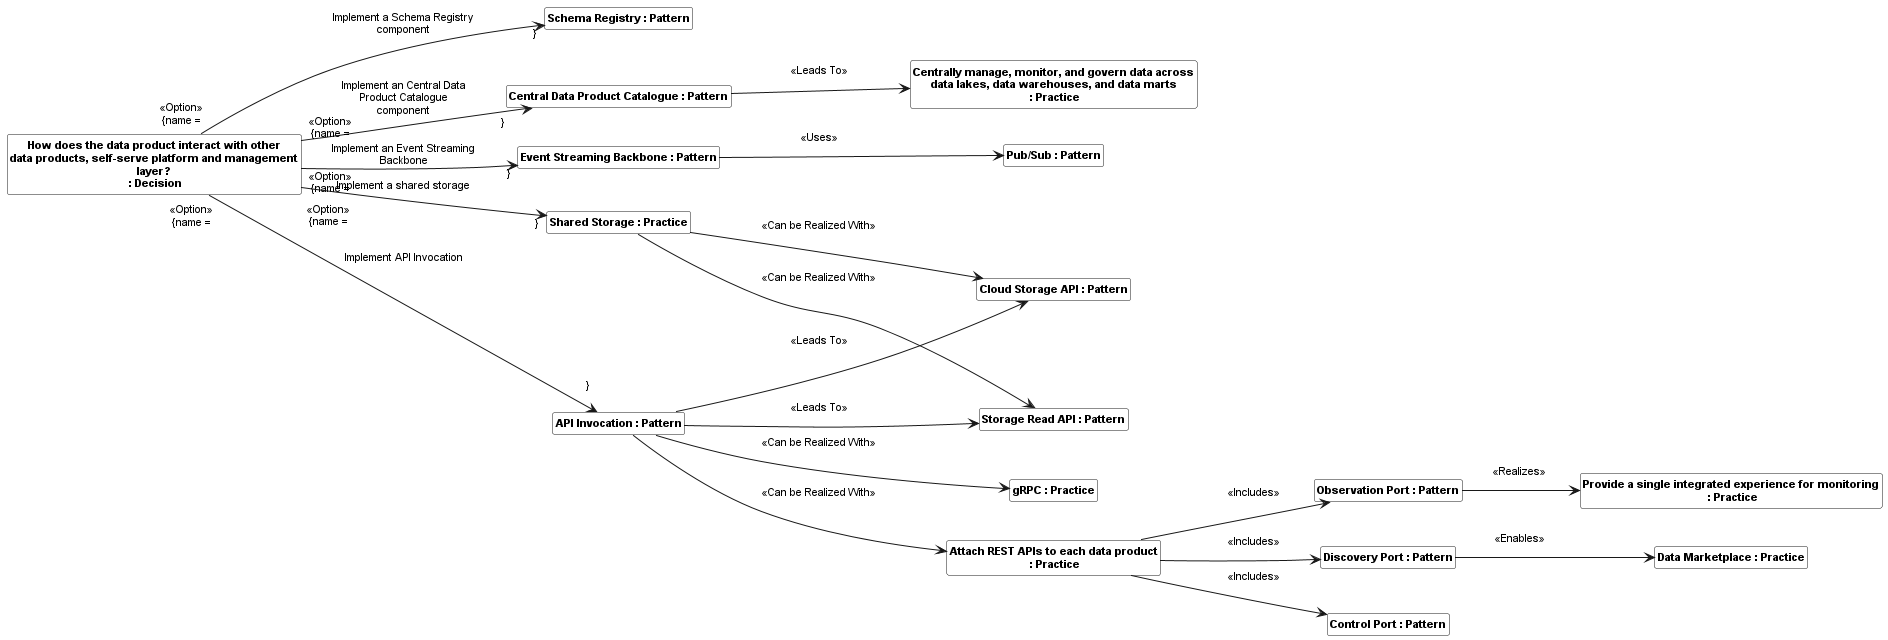 Implement a Schema Registry
component
Schema Registry : Pattern
}
«Option»
{name =
Implement an Central Data
Product Catalogue
component
Central Data Product Catalogue : Pattern
}
«Leads To»
Centrally manage, monitor, and govern data across
data lakes, data warehouses, and data marts
: Practice
«Option»
{name =
How does the data product interact with other
data products, self-serve platform and management
layer?
: Decision
Implement an Event Streaming
Backbone
Event Streaming Backbone : Pattern
}
«Uses»
Pub/Sub : Pattern
«Option»
{name =
Implement a shared storage
«Option»
{name =
Shared Storage : Practice
}
«Option»
{name =
«Can be Realized With»
Implement API Invocation
«Can be Realized With»
Cloud Storage API : Pattern
«Leads To»
}
API Invocation : Pattern
«Leads To»
Storage Read API : Pattern
«Can be Realized With»
gRPC : Practice
«Can be Realized With»
Attach REST APIs to each data product
: Practice
«Includes»
Observation Port : Pattern
«Realizes»
Provide a single integrated experience for monitoring
: Practice
«Includes»
Discovery Port : Pattern
«Enables»
Data Marketplace : Practice
«Includes»
Control Port : Pattern